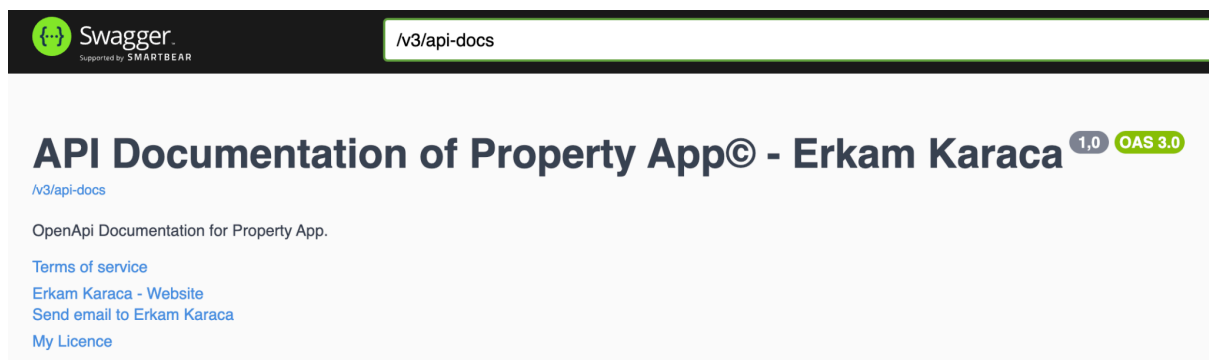 {···} Swagger.
Supported by SMARTBEAR
/v3/api-docs
API Documentation of Property App© - Erkam Karaca 1,0 OAS 3.0
/v3/api-docs
OpenApi Documentation for Property App.
Terms of service
Erkam Karaca - Website
Send email to Erkam Karaca
My Licence